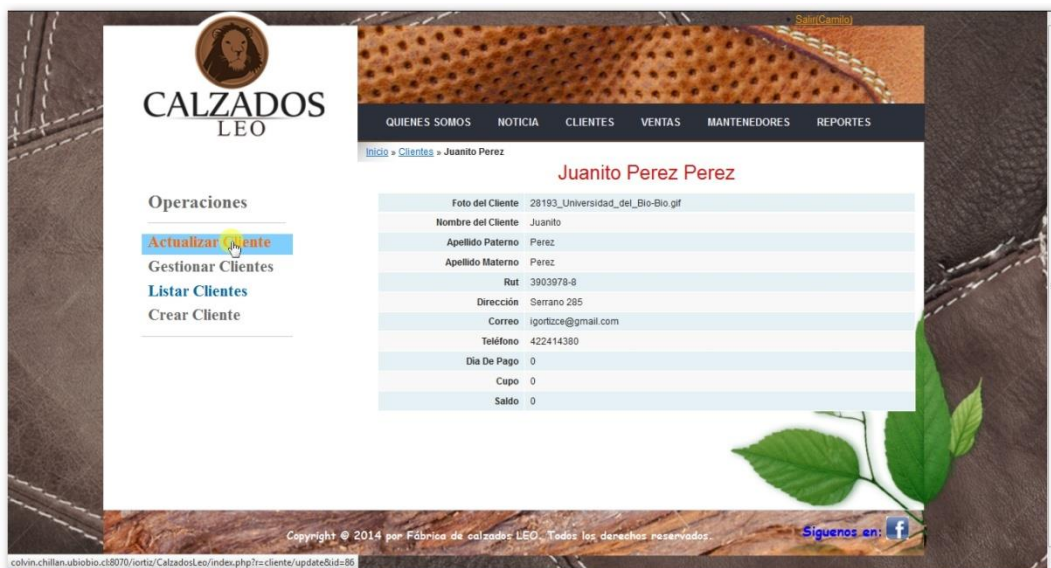 Salir(Camilo)
CALZADOS
LEO
QUIENES SOMOS NOTICIA CLIENTES VENTAS MANTENEDORES REPORTES
Inicio » Clientes » Juanito Perez
Juanito Perez Perez
Operaciones
Actualizar Cliente
Gestionar Clientes
Listar Clientes
Crear Cliente
Foto del Cliente 28193_Universidad_del_Bio-Bio.gif
Nombre del Cliente Juanito
Apellido Paterno Perez
Apellido Materno Perez
Rut 3903978-8
Dirección Serrano 285
Correo igortizce@gmail.com
Teléfono 422414380
Dia De Pago 0
Cupo 0
Saldo 0
Copyright © 2014 por Fábrica de calzados LEO. Todos los derechos reservados.
Siguenos en:
colvin.chillan.ubiobio.cl:8070/iortiz/CalzadosLeo/index.php?r=cliente/update&id=86